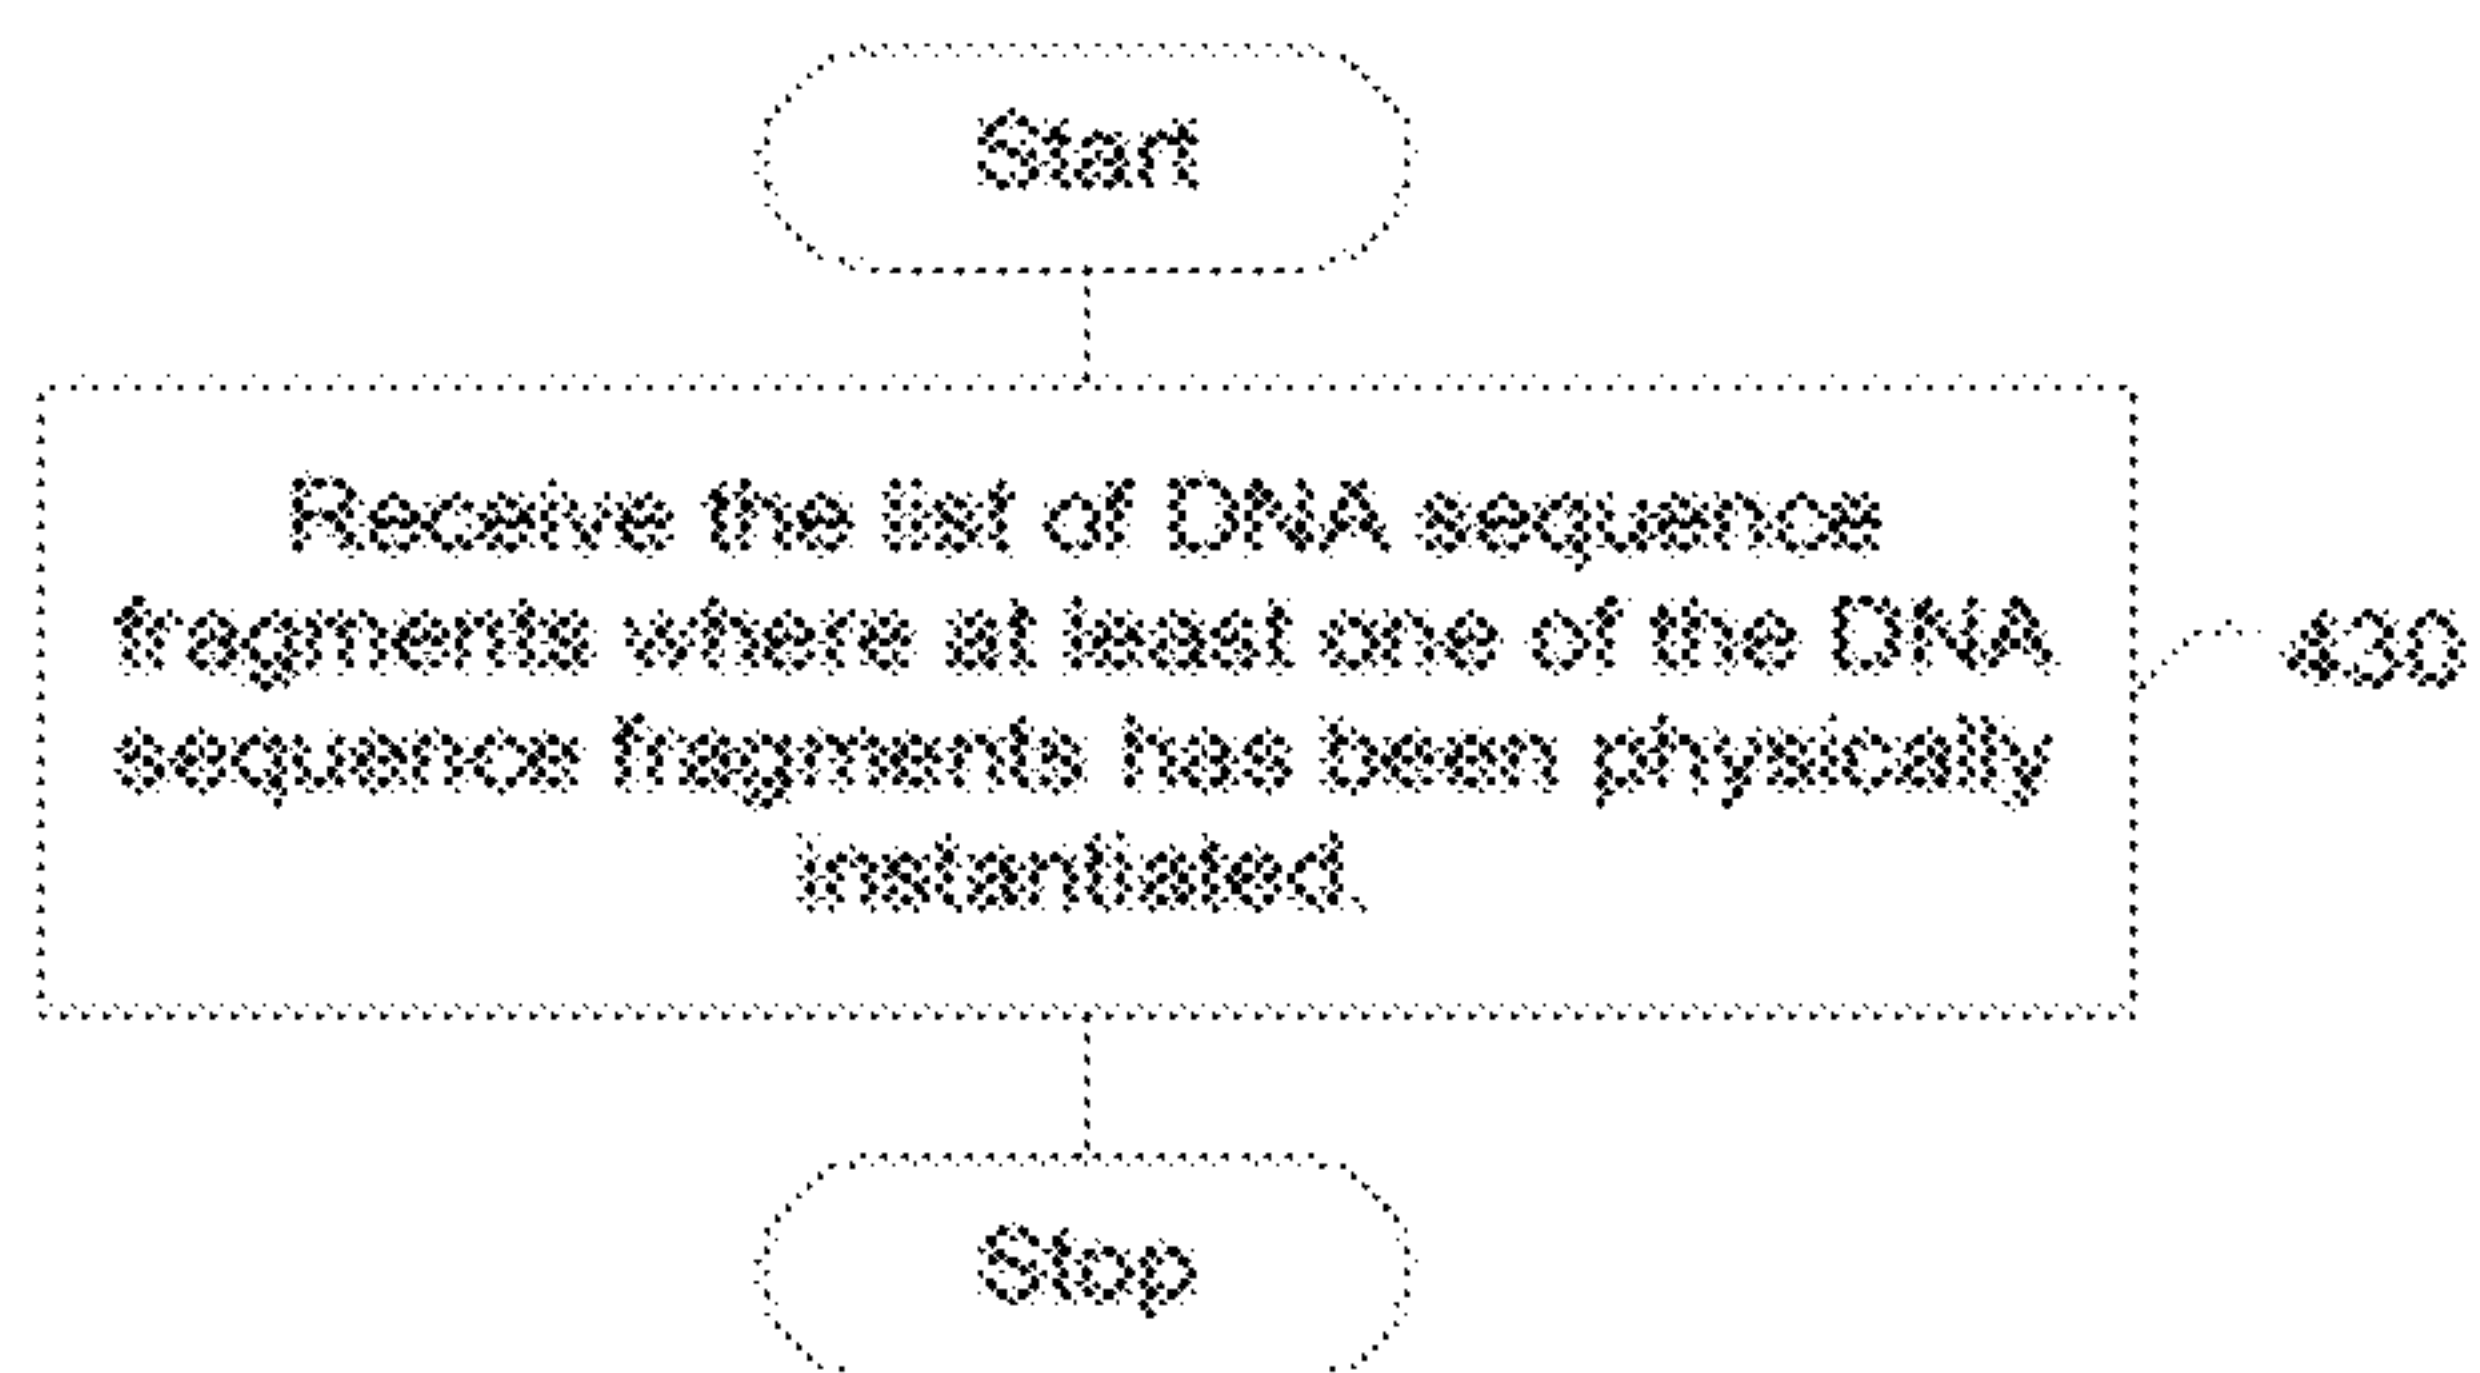 Start
Receive the list of DNA sequence
fragments where at least one of the DNA
sequence fragments has been physically
instantiated.
430
Stop